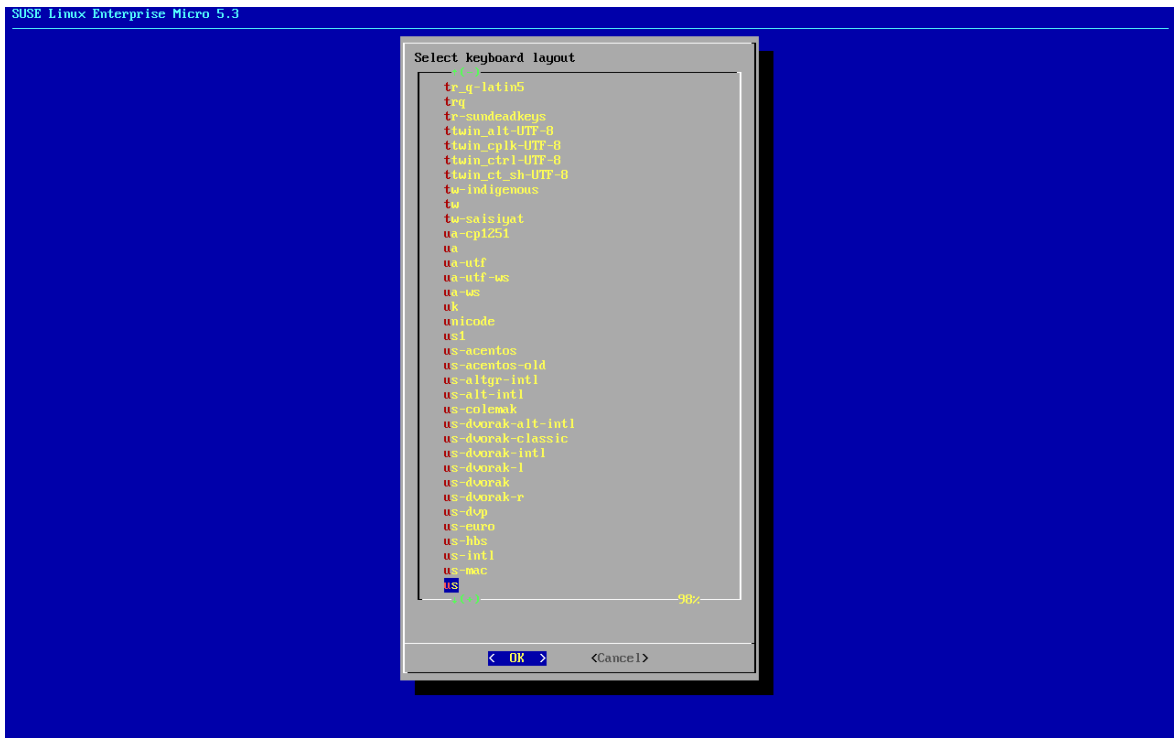 SUSE Linux Enterprise Micro 5.3
Select keyboard layout
↑(-)
tr_q-latin5
trq
tr-sundeadkeys
ttwin_alt-UTF-8
ttwin_cplk-UTF-8
ttwin_ctrl-UTF-8
ttwin_ct_sh-UTF-8
tw-indigenous
tw
tw-saisiyat
ua-cp1251
ua
ua-utf
ua-utf-ws
ua-ws
uk
unicode
us1
us-acentos
us-acentos-old
us-altgr-intl
us-alt-intl
us-colemak
us-dvorak-alt-intl
us-dvorak-classic
us-dvorak-intl
us-dvorak-l
us-dvorak
us-dvorak-r
us-dvp
us-euro
us-hbs
us-intl
us-mac
us
↓(+) 98%
< OK > <Cancel>